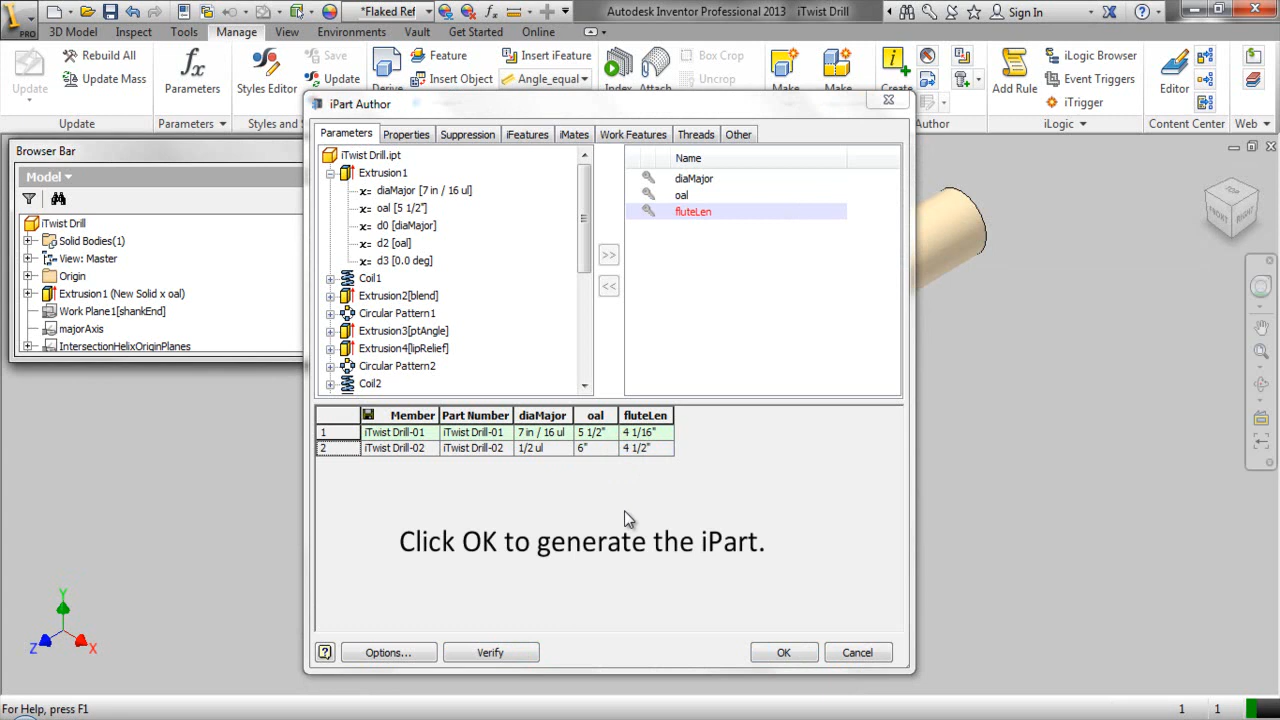 *Flaked Ref
Autodesk Inventor Professional 2013 iTwist Drill
Sign In
PRO
3D Model Inspect Tools Manage View Environments Vault Get Started Online
Update
Rebuild All
Update Mass
Update
Parameters
Parameters
Styles Editor
Save
Update
Styles and S
Derive
Feature
Insert Object
Insert iFeature
Angle_equal
Index
Attach
Box Crop
Uncrop
Make
Make
Create
Author
Add Rule
iLogic Browser
Event Triggers
iTrigger
iLogic
Editor
Content Center
Web
Browser Bar
Model
iTwist Drill
Solid Bodies(1)
View: Master
Origin
Extrusion1 (New Solid x oal)
Work Plane1[shankEnd]
majorAxis
IntersectionHelixOriginPlanes
iPart Author
Parameters Properties Suppression iFeatures iMates Work Features Threads Other
iTwist Drill.ipt
Extrusion1
x= diaMajor [7 in / 16 ul]
x= oal [5 1/2"]
x= d0 [diaMajor]
x= d2 [oal]
x= d3 [0.0 deg]
Coil1
Extrusion2[blend]
Circular Pattern1
Extrusion3[ptAngle]
Extrusion4[lipRelief]
Circular Pattern2
Coil2
>>
<<
Name
diaMajor
oal
fluteLen
Member Part Number diaMajor oal fluteLen
1 iTwist Drill-01 iTwist Drill-01 7 in / 16 ul 5 1/2" 4 1/16"
2 iTwist Drill-02 iTwist Drill-02 1/2 ul 6" 4 1/2"
Click OK to generate the iPart.
Options... Verify OK Cancel
FRONT RIGHT
Y
Z
X
For Help, press F1
1 1